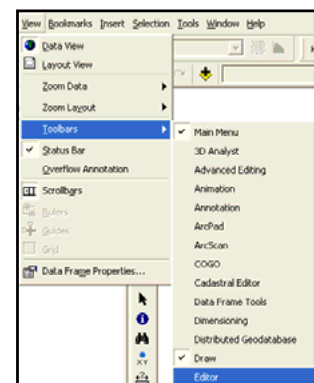 View Bookmarks Insert Selection Tools Window Help
Data View
Layout View
Zoom Data
Zoom Layout
Toolbars
Status Bar
Overflow Annotation
Scrollbars
Rulers
Guides
Grid
Data Frame Properties...
Main Menu
3D Analyst
Advanced Editing
Animation
Annotation
ArcPad
ArcScan
COGO
Cadastral Editor
Data Frame Tools
Dimensioning
Distributed Geodatabase
Draw
Editor
XY